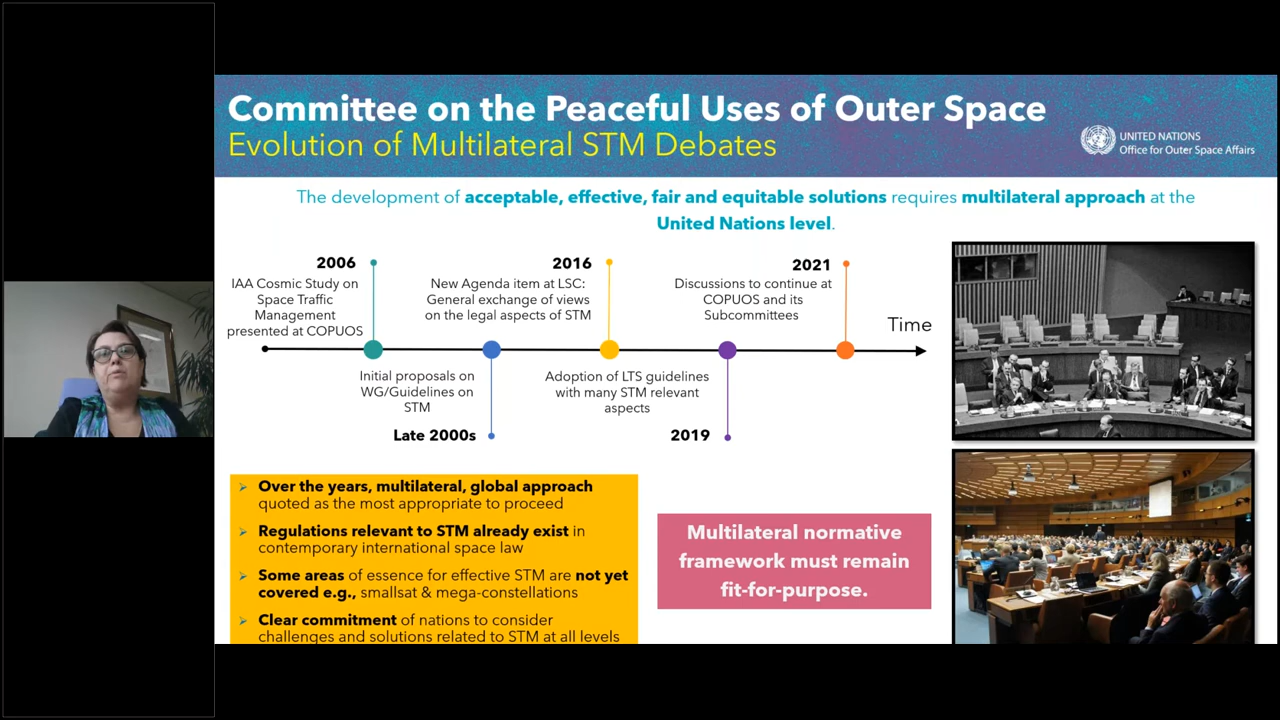 Committee on the Peaceful Uses of Outer Space
Evolution of Multilateral STM Debates
UNITED NATIONS
Office for Outer Space Affairs
The development of acceptable, effective, fair and equitable solutions requires multilateral approach at the
United Nations level.
2006
IAA Cosmic Study on
Space Traffic
Management
presented at COPUOS
2016
New Agenda item at LSC:
General exchange of views
on the legal aspects of STM
2021
Discussions to continue at
COPUOS and its
Subcommittees
Time
Initial proposals on
WG/Guidelines on
STM
Late 2000s
Adoption of LTS guidelines
with many STM relevant
aspects
2019
Over the years, multilateral, global approach
quoted as the most appropriate to proceed
Regulations relevant to STM already exist in
contemporary international space law
Some areas of essence for effective STM are not yet
covered e.g., smallsat & mega-constellations
Clear commitment of nations to consider
challenges and solutions related to STM at all levels
Multilateral normative
framework must remain
fit-for-purpose.